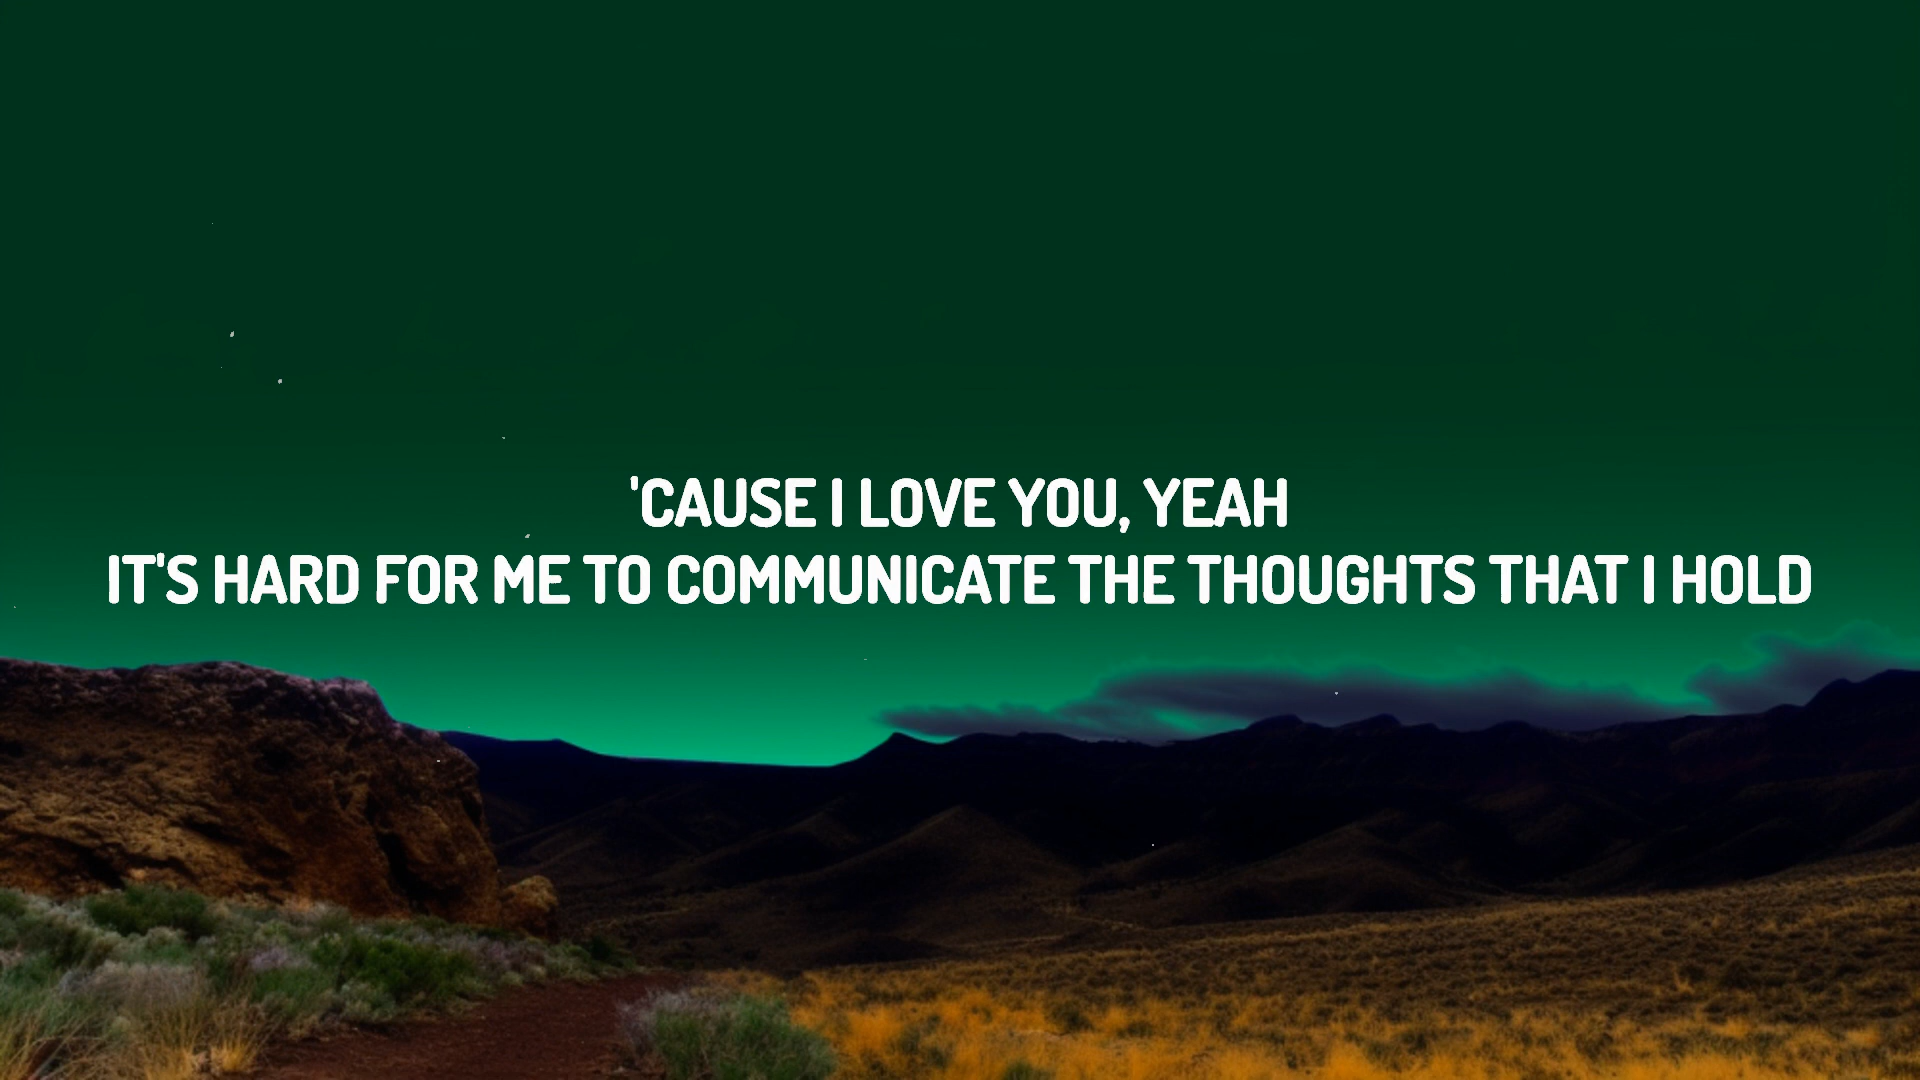 'CAUSE I LOVE YOU, YEAH
IT'S HARD FOR ME TO COMMUNICATE THE THOUGHTS THAT I HOLD